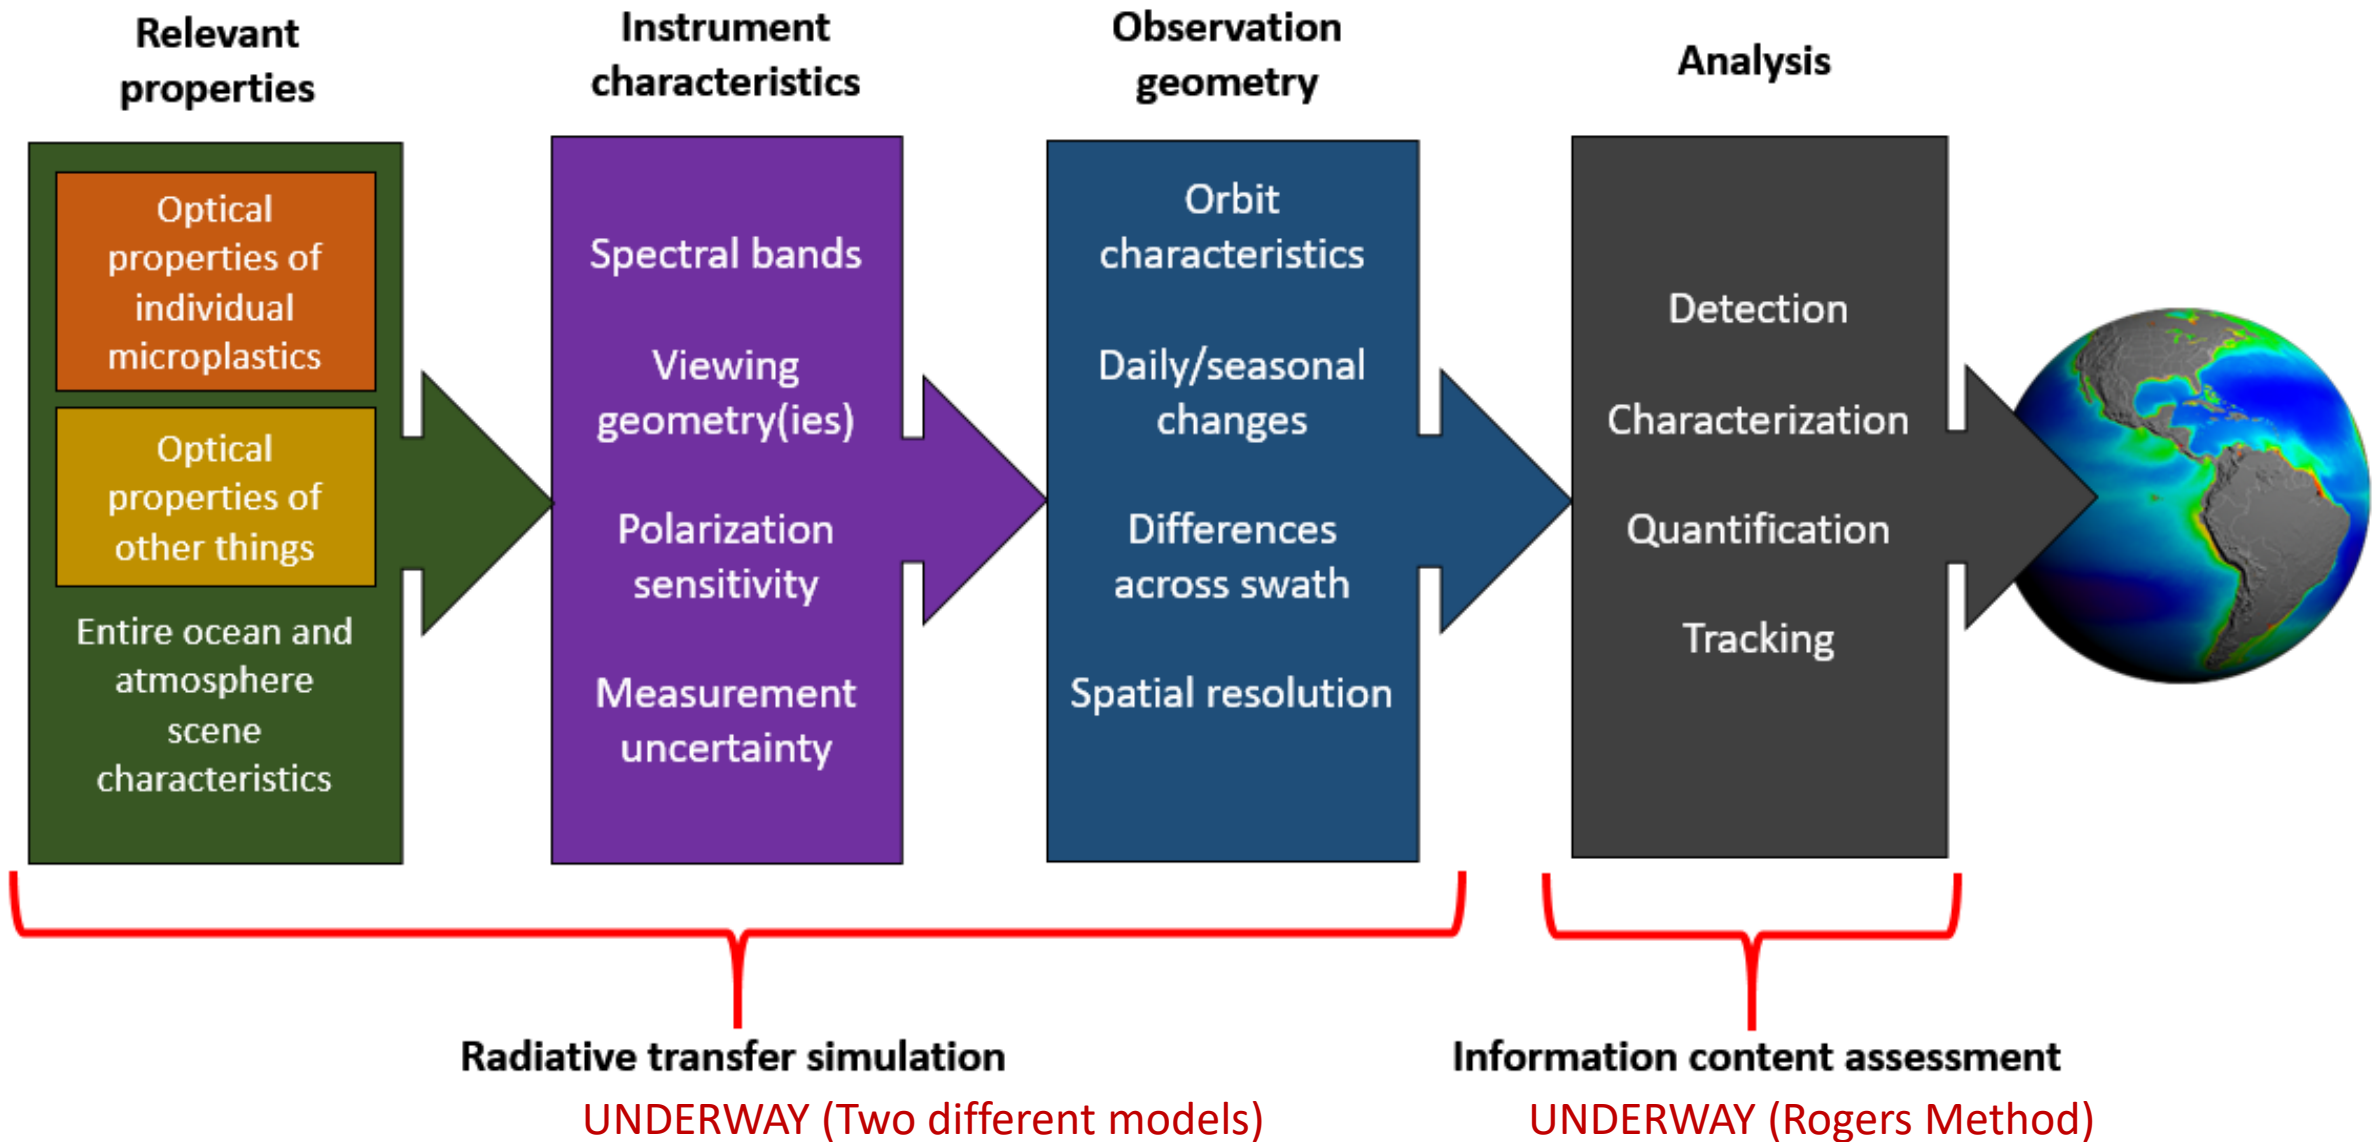 Relevant
properties
Optical
properties of
individual
microplastics
Optical
properties of
other things
Entire ocean and
atmosphere
scene
characteristics
Instrument
characteristics
Spectral bands
Viewing
geometry(ies)
Polarization
sensitivity
Measurement
uncertainty
Observation
geometry
Orbit
characteristics
Daily/seasonal
changes
Differences
across swath
Spatial resolution
Analysis
Detection
Characterization
Quantification
Tracking
Radiative transfer simulation
UNDERWAY (Two different models)
Information content assessment
UNDERWAY (Rogers Method)